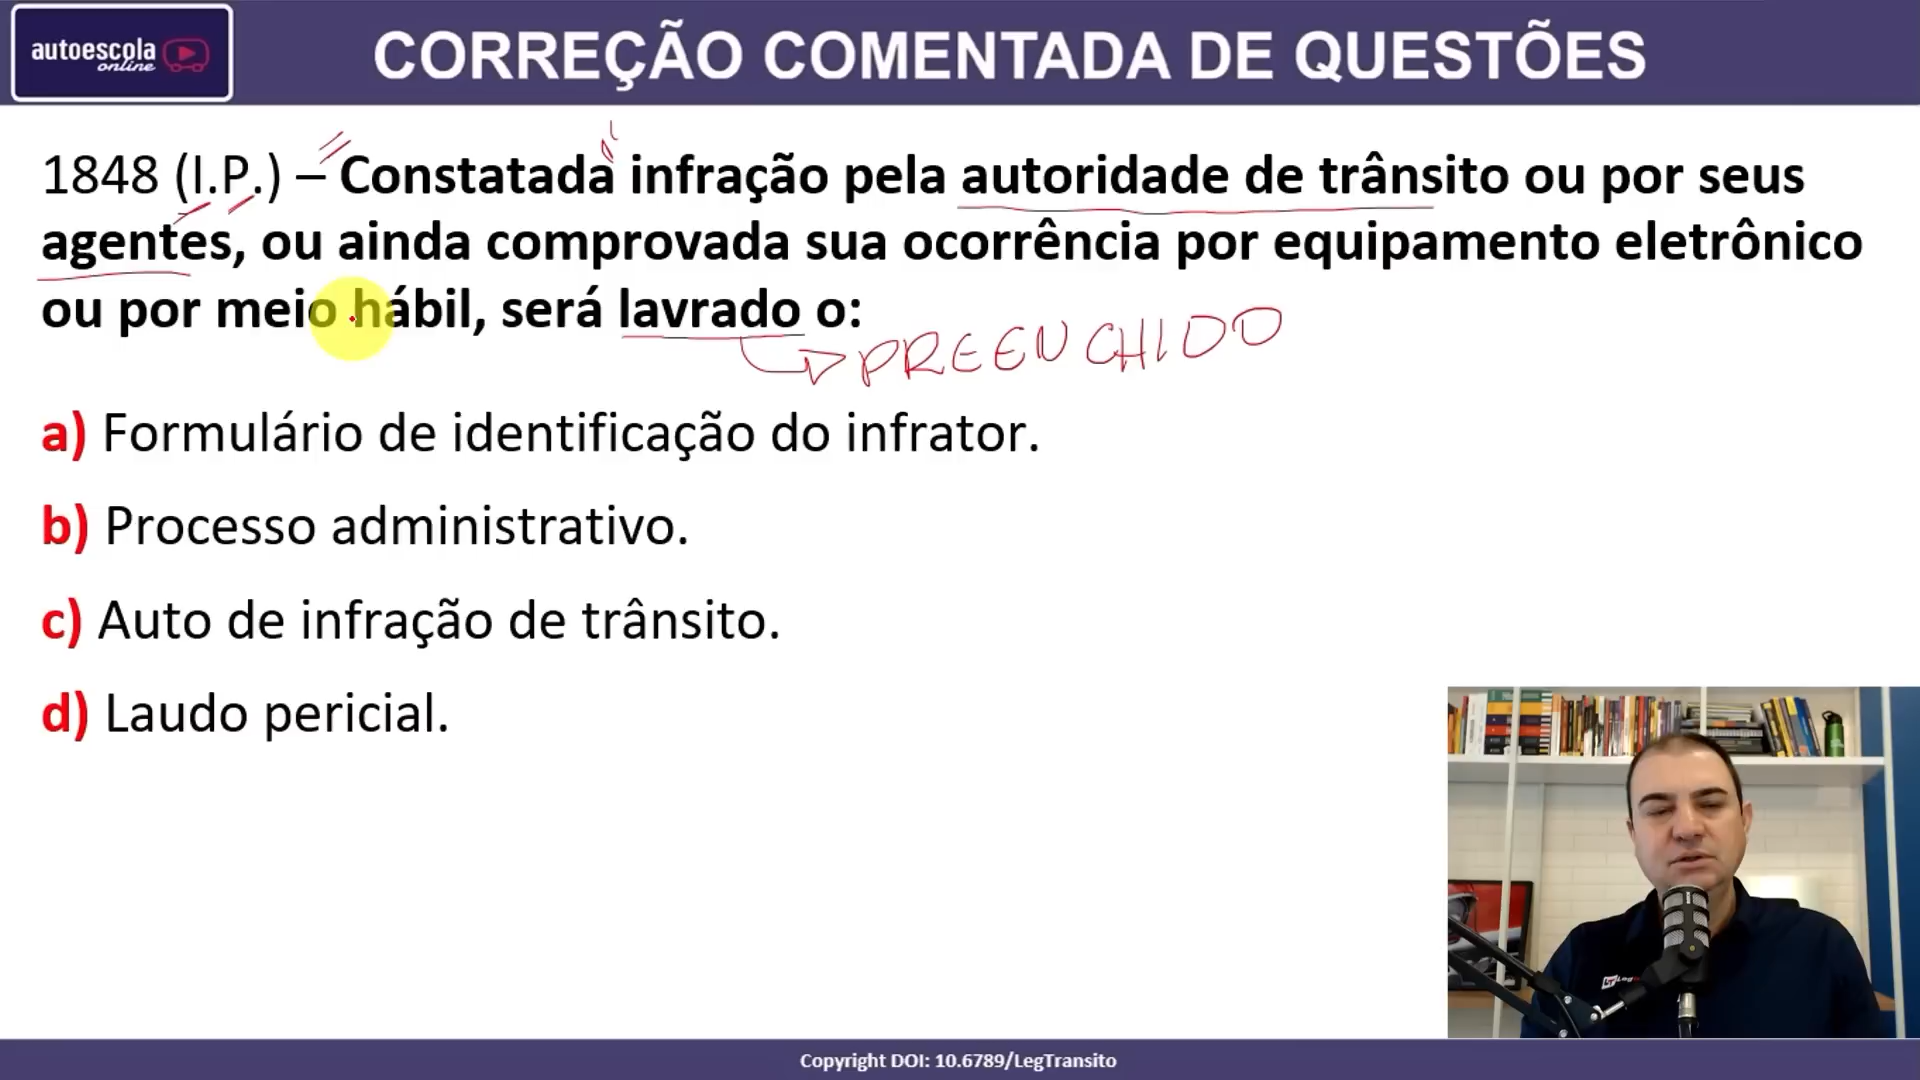 autoescola
online
CORREÇÃO COMENTADA DE QUESTÕES
1848 (I.P.) – Constatada infração pela autoridade de trânsito ou por seus
agentes, ou ainda comprovada sua ocorrência por equipamento eletrônico
ou por meio hábil, será lavrado o:
PREENCHIDO
a) Formulário de identificação do infrator.
b) Processo administrativo.
c) Auto de infração de trânsito.
d) Laudo pericial.
Copyright DOI: 10.6789/LegTransito